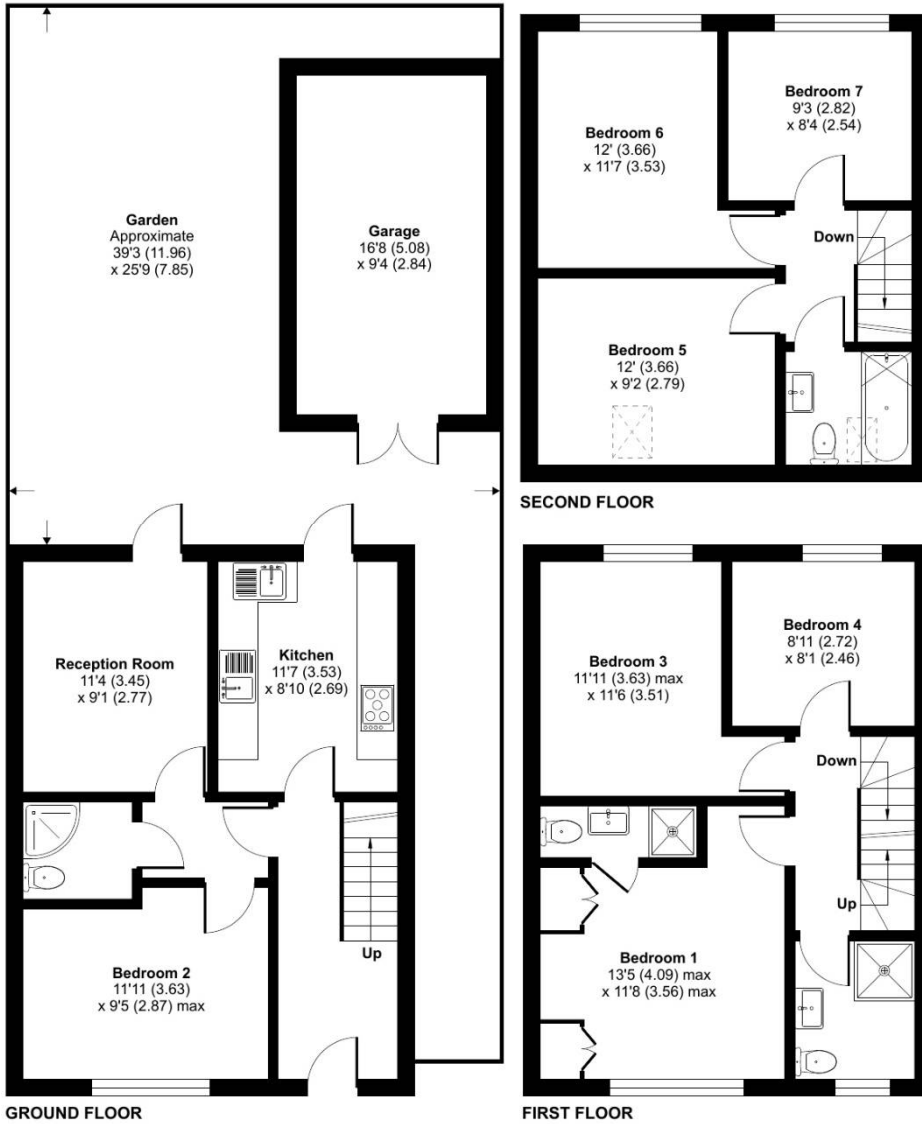 Garden
Approximate
39'3 (11.96)
x 25'9 (7.85)
Garage
16'8 (5.08)
x 9'4 (2.84)
Reception Room
11'4 (3.45)
x 9'1 (2.77)
Kitchen
11'7 (3.53)
x 8'10 (2.69)
Up
Bedroom 2
11'11 (3.63)
x 9'5 (2.87) max
GROUND FLOOR
Bedroom 6
12' (3.66)
x 11'7 (3.53)
Bedroom 7
9'3 (2.82)
x 8'4 (2.54)
Down
Bedroom 5
12' (3.66)
x 9'2 (2.79)
SECOND FLOOR
Bedroom 3
11'11 (3.63) max
x 11'6 (3.51)
Bedroom 4
8'11 (2.72)
x 8'1 (2.46)
Down
Up
Bedroom 1
13'5 (4.09) max
x 11'8 (3.56) max
FIRST FLOOR